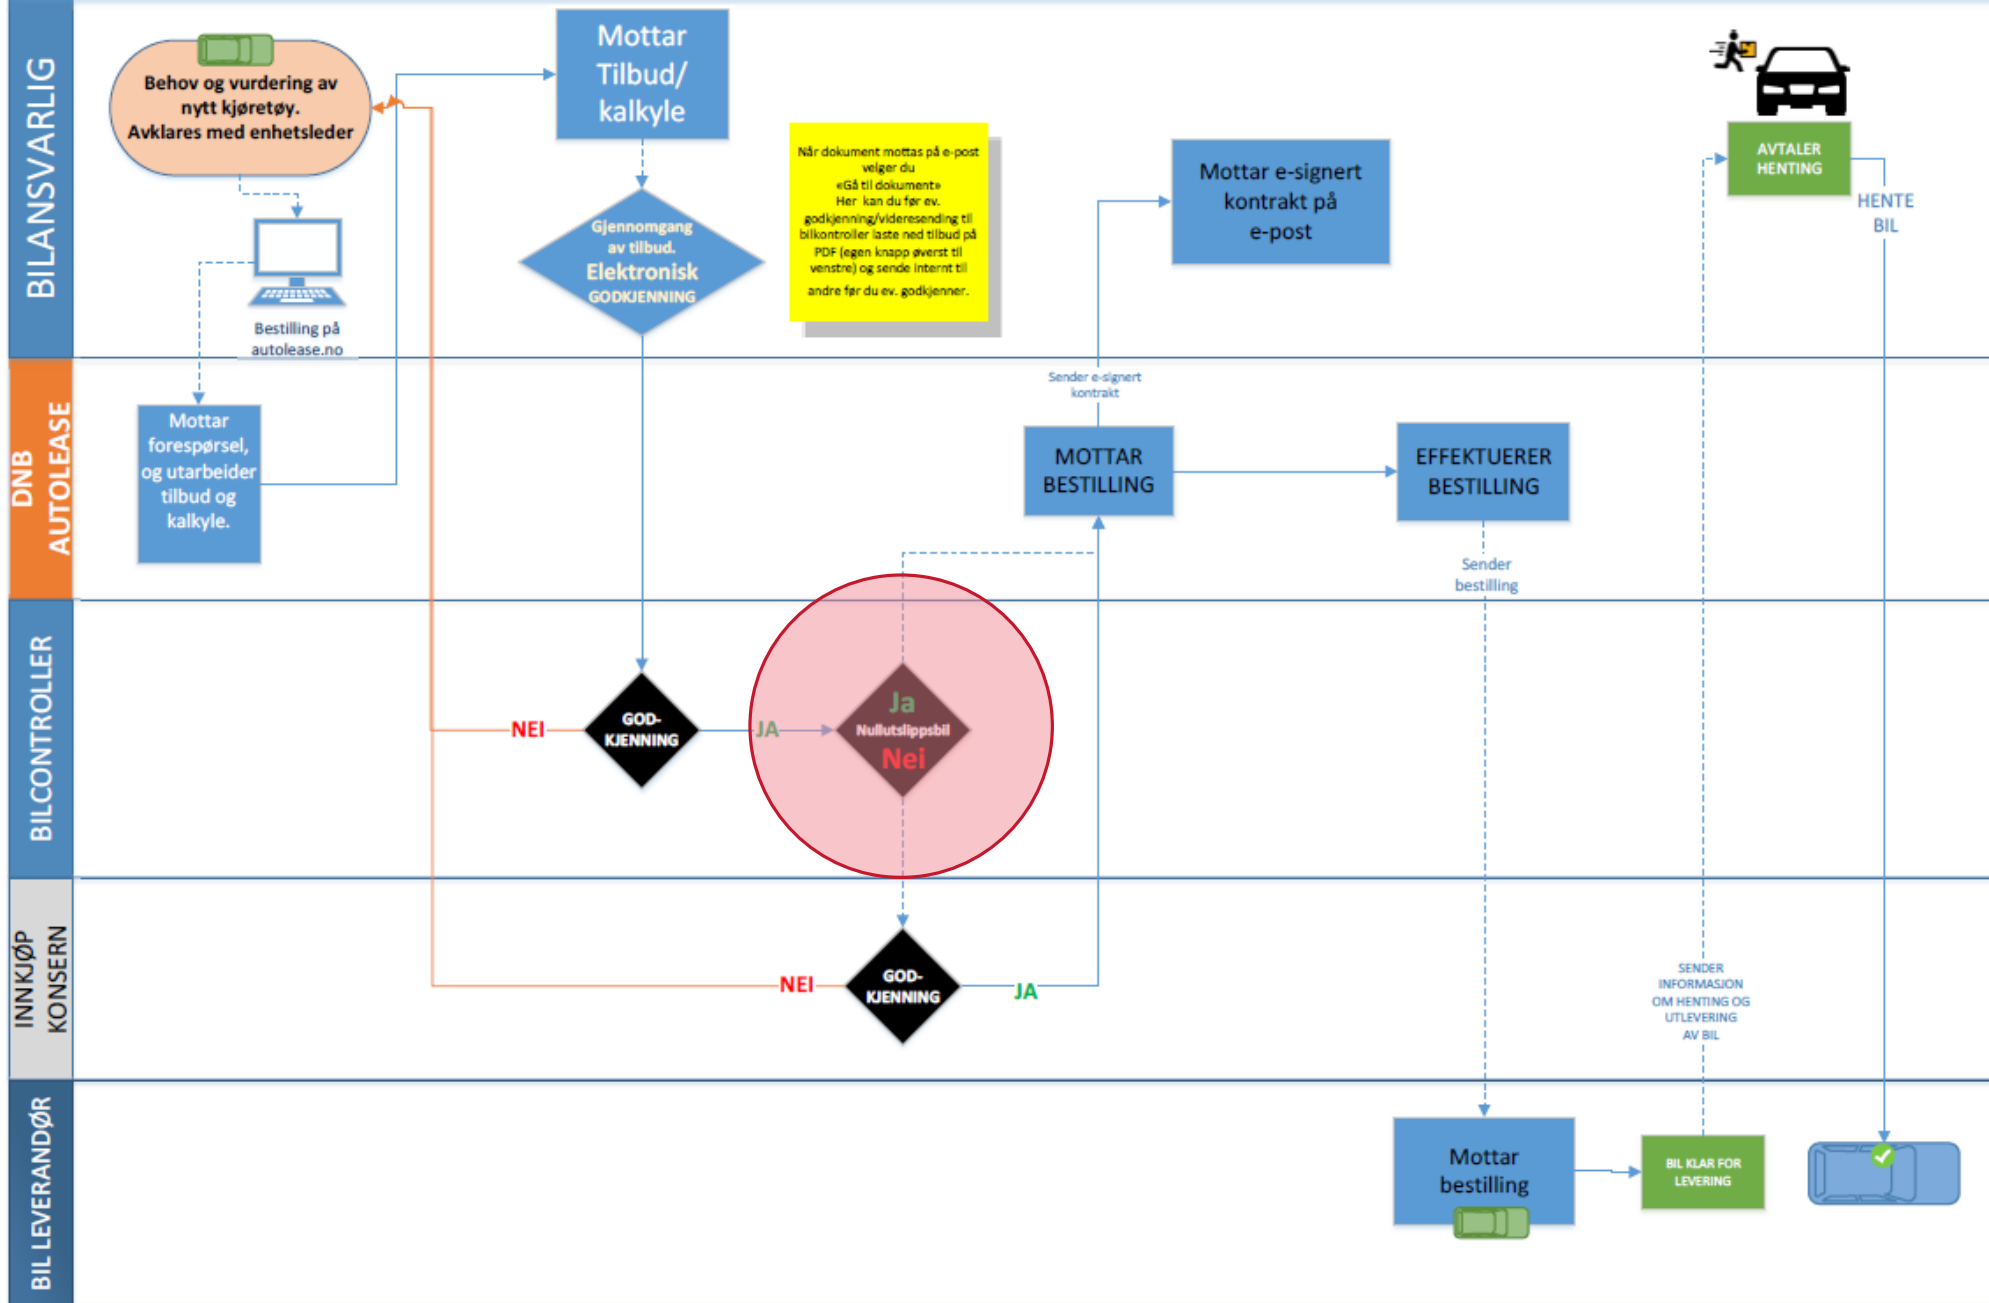 BILANSVARLIG
Behov og vurdering av
nytt kjøretøy.
Avklares med enhetsleder
Bestilling på
autolease.no
Mottar
Tilbud/
kalkyle
Gjennomgang
av tilbud.
Elektronisk
GODKJENNING
Når dokument mottas på e-post
velger du
«Gå til dokument»
Her kan du før ev.
godkjenning/videresending til
bilkontroller laste ned tilbud på
PDF (egen knapp øverst til
venstre) og sende internt til
andre før du ev. godkjenner.
Mottar e-signert
kontrakt på
e-post
AVTALER
HENTING
HENTE
BIL
DNB
AUTOLEASE
Mottar
forespørsel,
og utarbeider
tilbud og
kalkyle.
Sender e-signert
kontrakt
MOTTAR
BESTILLING
EFFEKTUERER
BESTILLING
Sender
bestilling
BILCONTROLLER
NEI
GOD-
KJENNING
JA
Ja
Nullutslippsbil
Nei
INNKJØP
KONSERN
NEI
GOD-
KJENNING
JA
SENDER
INFORMASJON
OM HENTING OG
UTLEVERING
AV BIL
BIL LEVERANDØR
Mottar
bestilling
BIL KLAR FOR
LEVERING